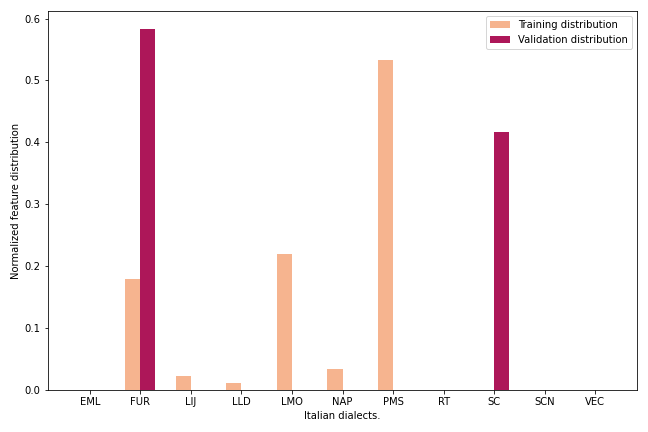 Training distribution
Validation distribution
Normalized feature distribution
0.6
0.5
0.4
0.3
0.2
0.1
0.0
EML FUR LIJ LLD LMO NAP PMS RT SC SCN VEC
Italian dialects.